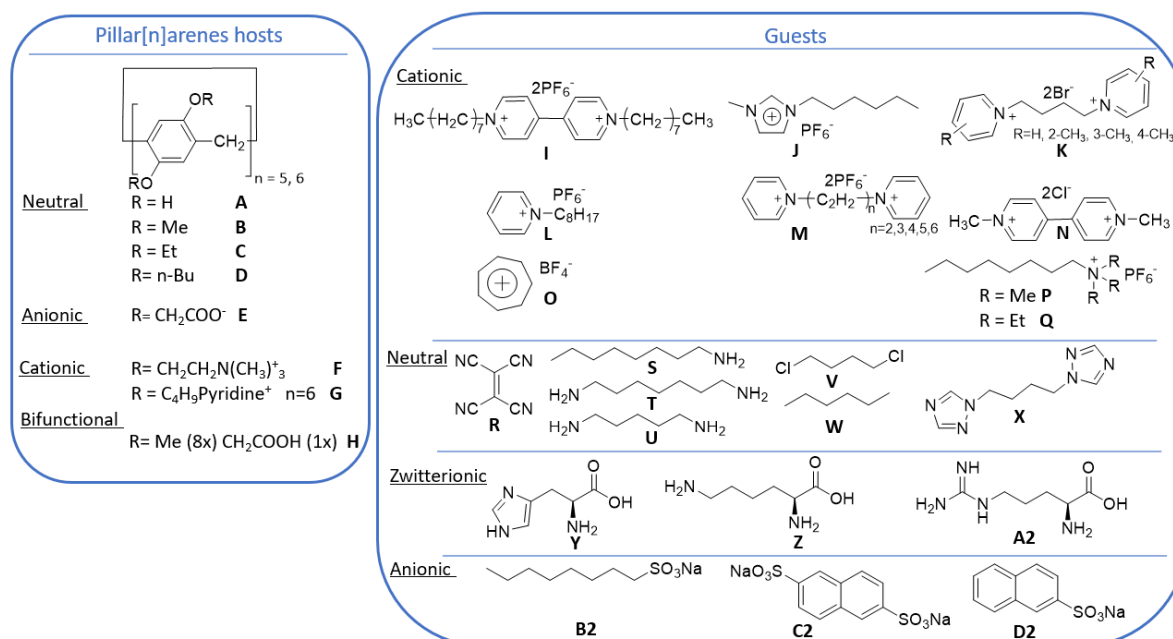 Pillar[n]arenes hosts
OR
CH₂
RO
n = 5, 6
Neutral
R = H A
R = Me B
R = Et C
R= n-Bu D
Anionic
R= CH₂COO⁻ E
Cationic
R= CH₂CH₂N(CH₃)⁺₃ F
R = C₄H₉Pyridine⁺ n=6 G
Bifunctional
R= Me (8x) CH₂COOH (1x) H
Guests
Cationic
2PF₆⁻
H₃C(H₂C)₇N⁺ ⁺N(CH₂)₇CH₃
I
N N
PF₆⁻
J
R
2Br⁻
N⁺ N⁺
R
R=H, 2-CH₃, 3-CH₃, 4-CH₃
K
PF₆⁻
N⁺ C₈H₁₇
L
2PF₆⁻
N⁺ (C H₂)n N⁺
n=2,3,4,5,6
M
2Cl⁻
H₃C N⁺ N⁺ CH₃
N
BF₄⁻
O
N⁺ R R R PF₆⁻
R = Me P
R = Et Q
Neutral
NC CN
NC CN
R
NH₂
S
H₂N NH₂
T
H₂N NH₂
U
Cl Cl
V
W
N N N
N N N
X
Zwitterionic
N HN O OH NH₂
Y
H₂N O OH NH₂
Z
NH H₂N N H O OH NH₂
A2
Anionic
SO₃Na
B2
NaO₃S SO₃Na
C2
SO₃Na
D2